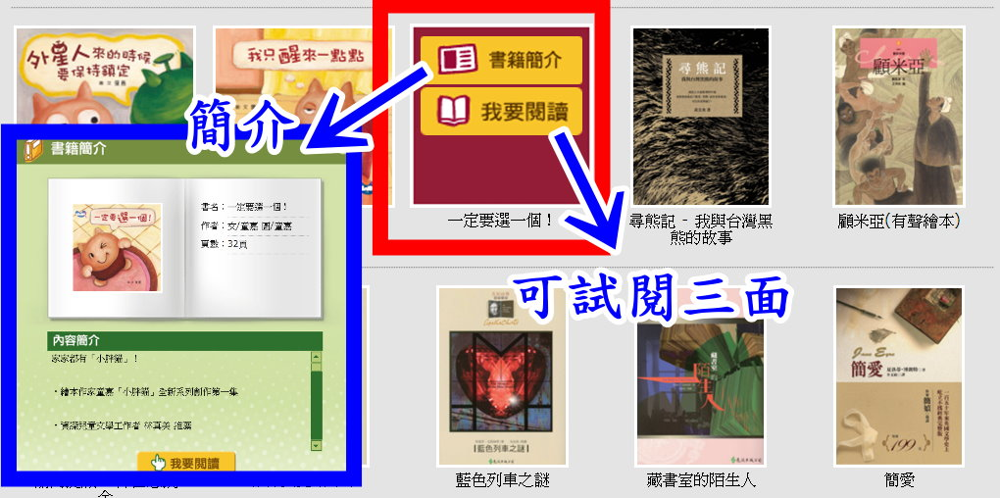 外星人來的時候
要保持鎮定
我只醒來一點點
書籍簡介
我要閱讀
一定要選一個！
尋熊記
我與台灣黑熊的故事
尋熊記 - 我與台灣黑
熊的故事
顧米亞
顧米亞(有聲繪本)
簡介
書籍簡介
一定要選一個！
書名：一定要選一個！
作者：文/童嘉 圖/童嘉
頁數：32頁
內容簡介
家家都有「小胖貓」！
・繪本作家童嘉「小胖貓」全新系列創作第一集
・資深兒童文學工作者 林真美 推薦
我要閱讀
可試閱三面
藍色列車之謎
藍色列車之謎
藏書室的
陌生人
藏書室的陌生人
Jane Eyre
簡愛
199
簡愛